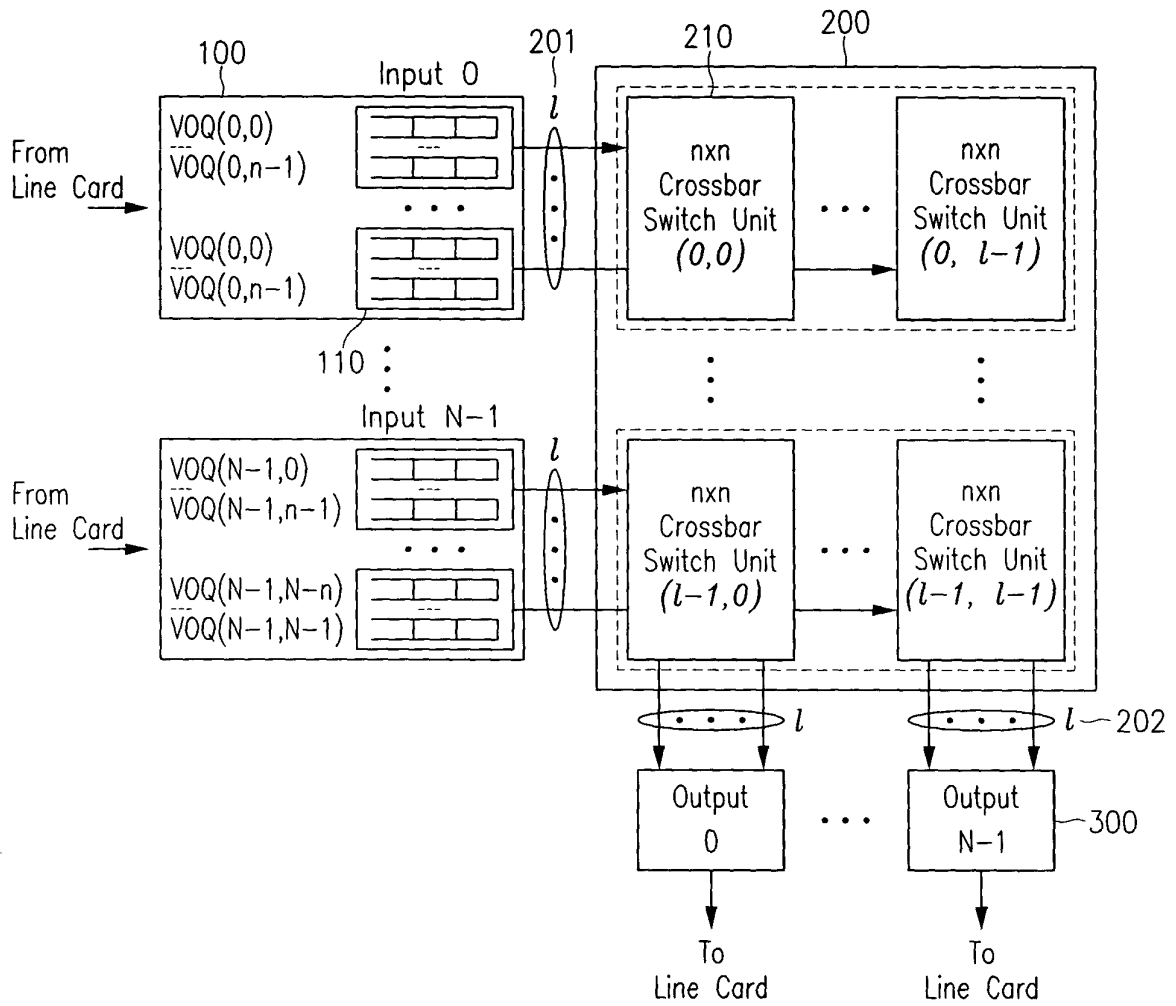 100
Input 0
201
l
210
200
From
Line Card
VOQ(0,0)
...
VOQ(0,n-1)
VOQ(0,0)
...
VOQ(0,n-1)
110
nxn
Crossbar
Switch Unit
(0,0)
nxn
Crossbar
Switch Unit
(0, l-1)
Input N-1
l
From
Line Card
VOQ(N-1,0)
...
VOQ(N-1,n-1)
VOQ(N-1,N-n)
...
VOQ(N-1,N-1)
nxn
Crossbar
Switch Unit
(l-1,0)
nxn
Crossbar
Switch Unit
(l-1, l-1)
l
l
202
Output
0
Output
N-1
300
To
Line Card
To
Line Card